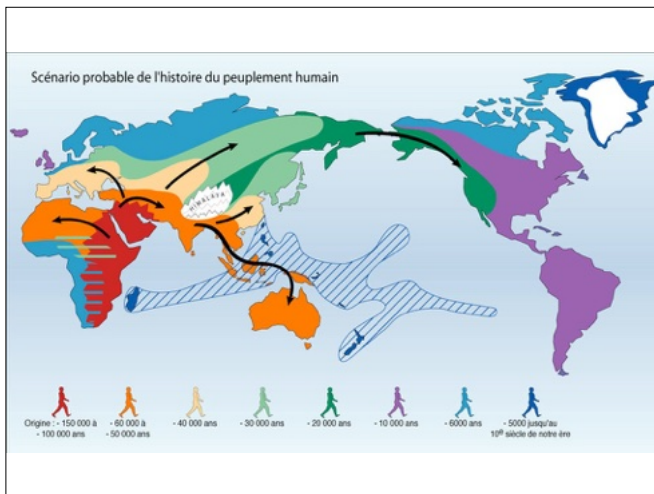 Scénario probable de l'histoire du peuplement humain
HIMALAYA
Origine : - 150 000 à
- 100 000 ans
- 60 000 à
- 50 000 ans
- 40 000 ans
- 30 000 ans
- 20 000 ans
- 10 000 ans
- 6000 ans
- 5000 jusqu'au
10ème siècle de notre ère